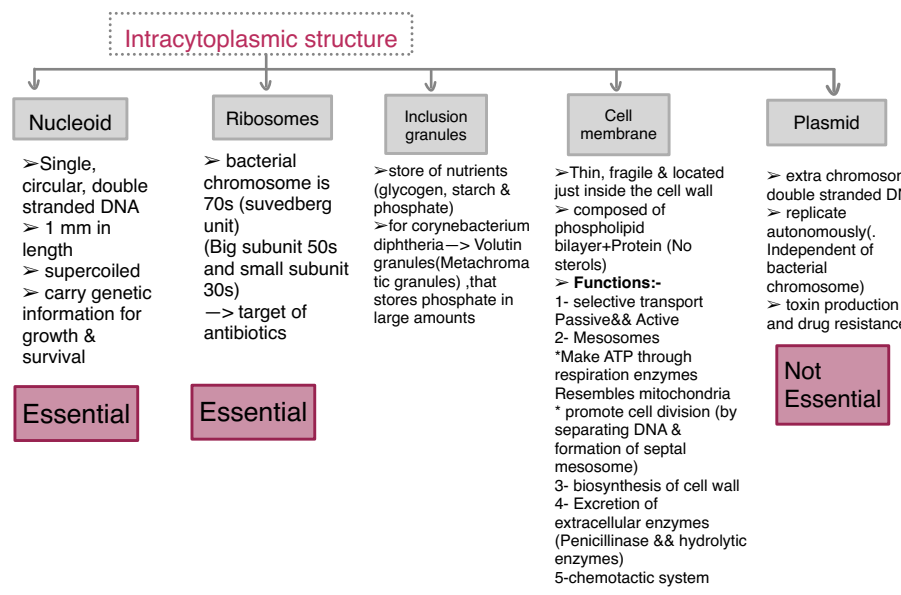 Intracytoplasmic structure
Nucleoid
➢Single,
circular, double
stranded DNA
➢ 1 mm in
length
➢ supercoiled
➢ carry genetic
information for
growth &
survival
Essential
Ribosomes
➢ bacterial
chromosome is
70s (suvedberg
unit)
(Big subunit 50s
and small subunit
30s)
—> target of
antibiotics
Essential
Inclusion
granules
➢store of nutrients
(glycogen, starch &
phosphate)
➢for corynebacterium
diphtheria—> Volutin
granules(Metachroma
tic granules) ,that
stores phosphate in
large amounts
Cell
membrane
➢Thin, fragile & located
just inside the cell wall
➢ composed of
phospholipid
bilayer+Protein (No
sterols)
➢ Functions:-
1- selective transport
Passive&& Active
2- Mesosomes
*Make ATP through
respiration enzymes
Resembles mitochondria
* promote cell division (by
separating DNA &
formation of septal
mesosome)
3- biosynthesis of cell wall
4- Excretion of
extracellular enzymes
(Penicillinase && hydrolytic
enzymes)
5-chemotactic system
Plasmid
➢ extra
double stranded
➢ replicate
autonomously(.
Independent of
bacterial
chromosome)
➢ toxin production
and drug
Not
Essential